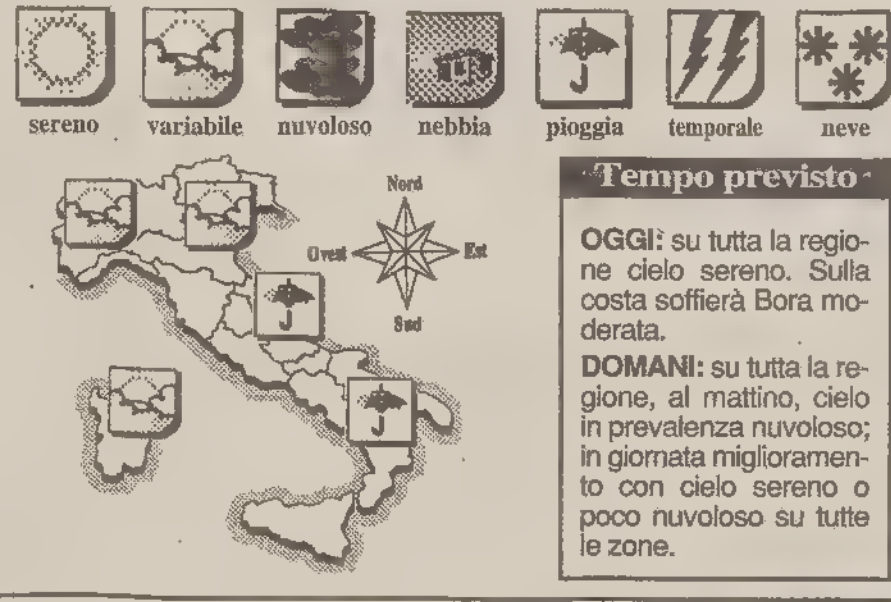 sereno variabile nuvoloso nebbia pioggia temporale neve
Nord
Ovest Est
Sud
Tempo previsto
OGGI: su tutta la regio-
ne cielo sereno. Sulla
costa soffierà Bora mo-
derata.
DOMANI: su tutta la re-
gione, al mattino, cielo
in prevalenza nuvoloso;
in giornata miglioramen-
to con cielo sereno o
poco nuvoloso su tutte
le zone.